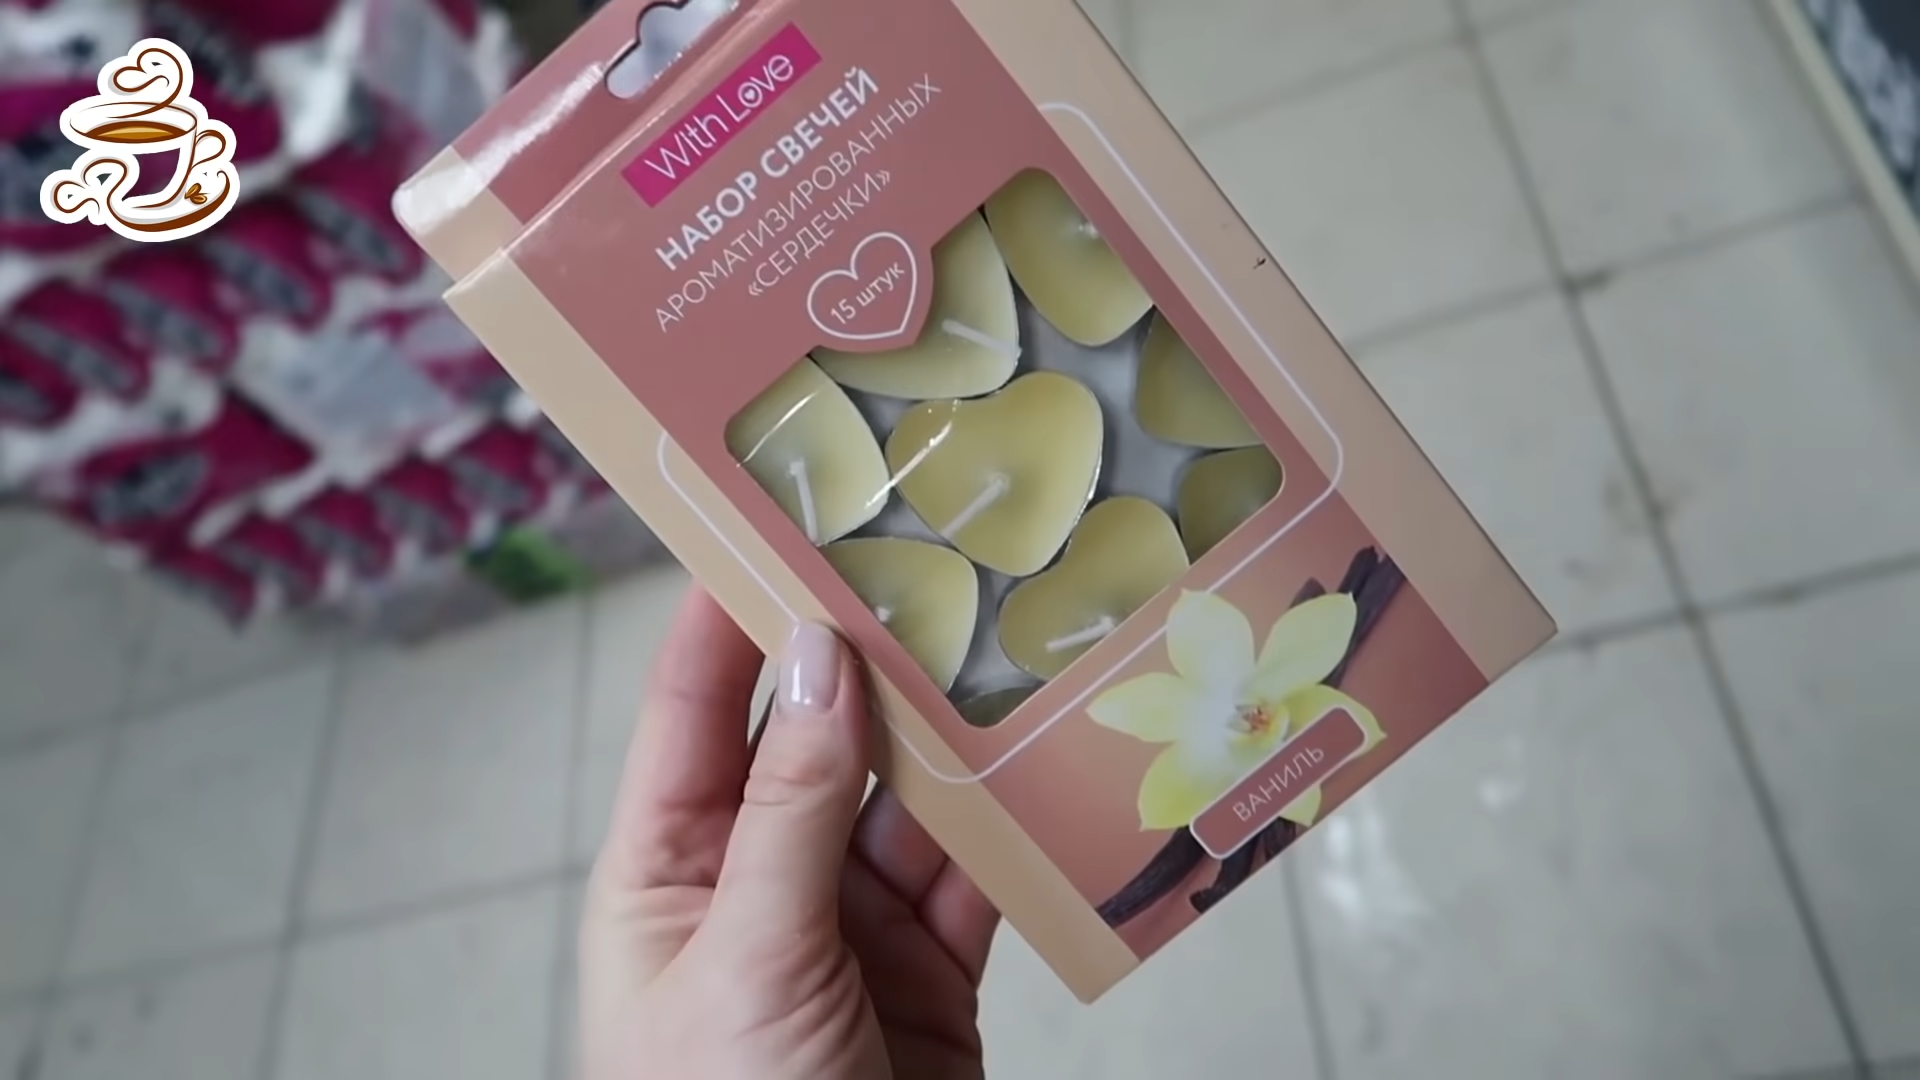 With Love
НАБОР СВЕЧЕЙ
АРОМАТИЗИРОВАННЫХ
«СЕРДЕЧКИ»
15 штук
ВАНИЛЬ